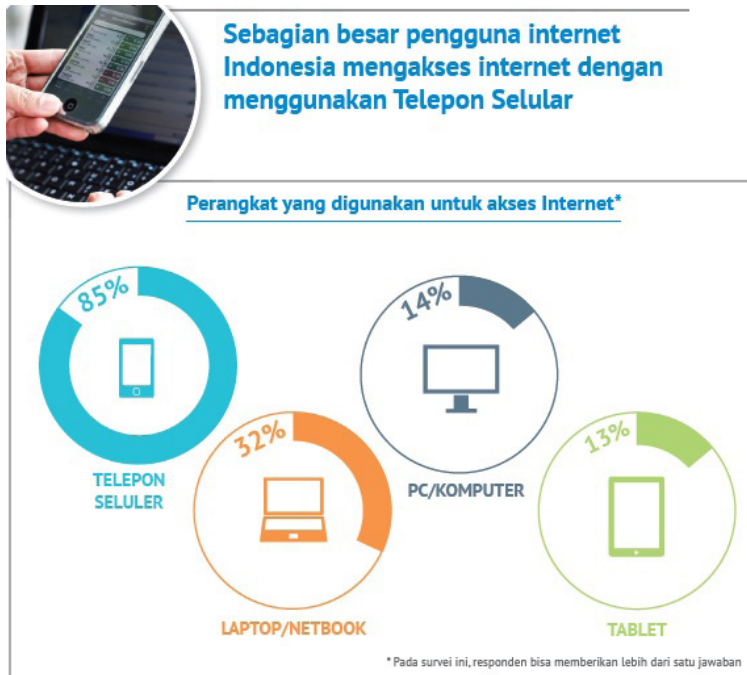 Sebagian besar pengguna internet
Indonesia mengakses internet dengan
menggunakan Telepon Selular
Perangkat yang digunakan untuk akses Internet*
85%
TELEPON
SELULER
32%
LAPTOP/NETBOOK
14%
PC/KOMPUTER
13%
TABLET
* Pada survei ini, responden bisa memberikan lebih dari satu jawaban